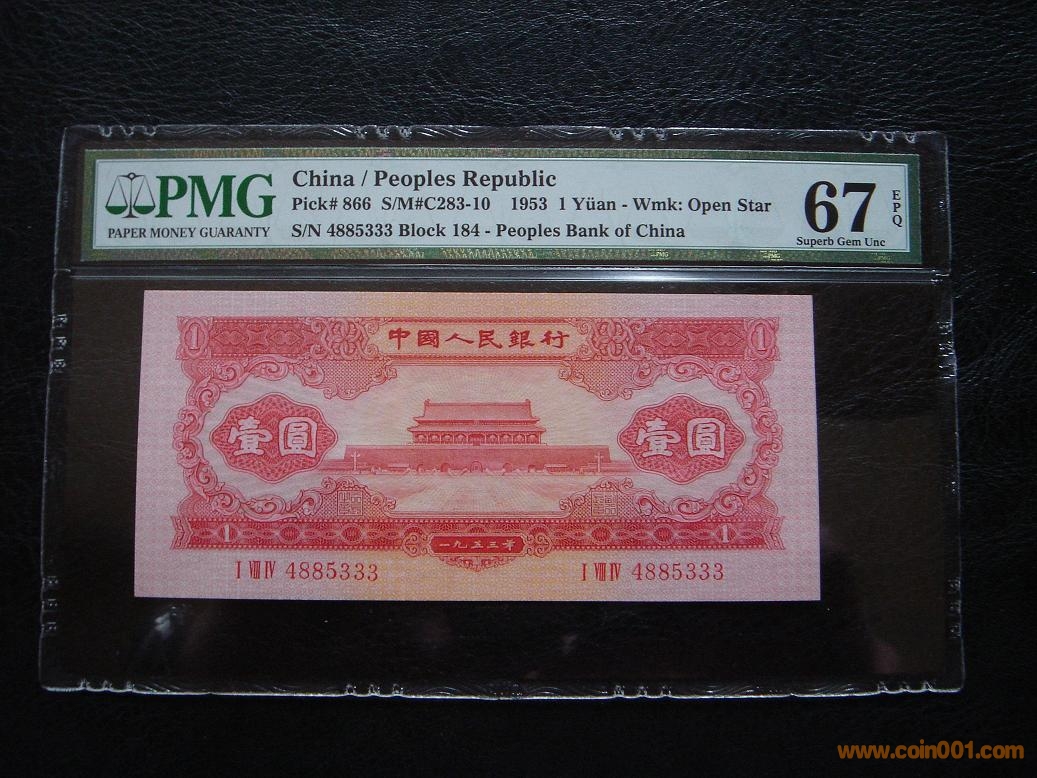 PMG
PAPER MONEY GUARANTY
China / Peoples Republic
Pick# 866 S/M#C283-10 1953 1 Yüan - Wmk: Open Star
S/N 4885333 Block 184 - Peoples Bank of China
67
EPQ
Superb Gem Unc
PMG PMG PMG
1 中國人民銀行 1
壹圓 壹圓
1 一九五三年 1
I VIII IV 4885333 I VIII IV 4885333
www.coin001.com